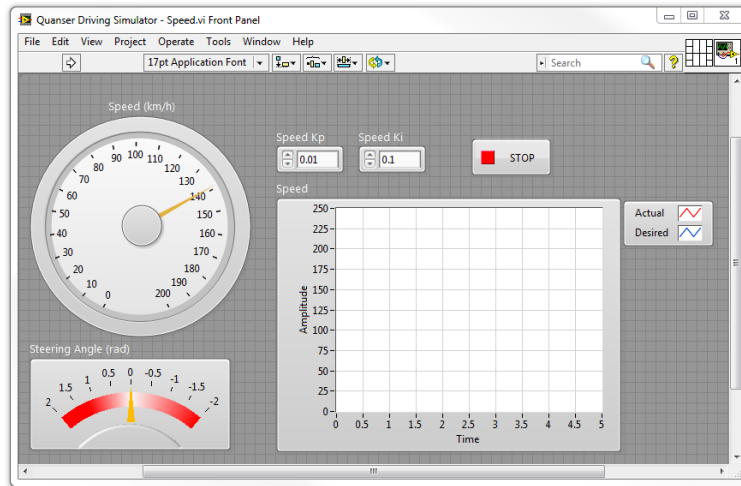 Quanser Driving Simulator - Speed.vi Front Panel
File Edit View Project Operate Tools Window Help
17pt Application Font
Search
?
1
Speed (km/h)
0 10 20 30 40 50 60 70 80 90 100 110 120 130 140 150 160 170 180 190 200
Speed Kp
0.01
Speed Ki
0.1
STOP
Speed
Amplitude
250
225
200
175
150
125
100
75
50
25
0
0 0.5 1 1.5 2 2.5 3 3.5 4 4.5 5
Time
Actual
Desired
Steering Angle (rad)
2 1.5 1 0.5 0 -0.5 -1 -1.5 -2